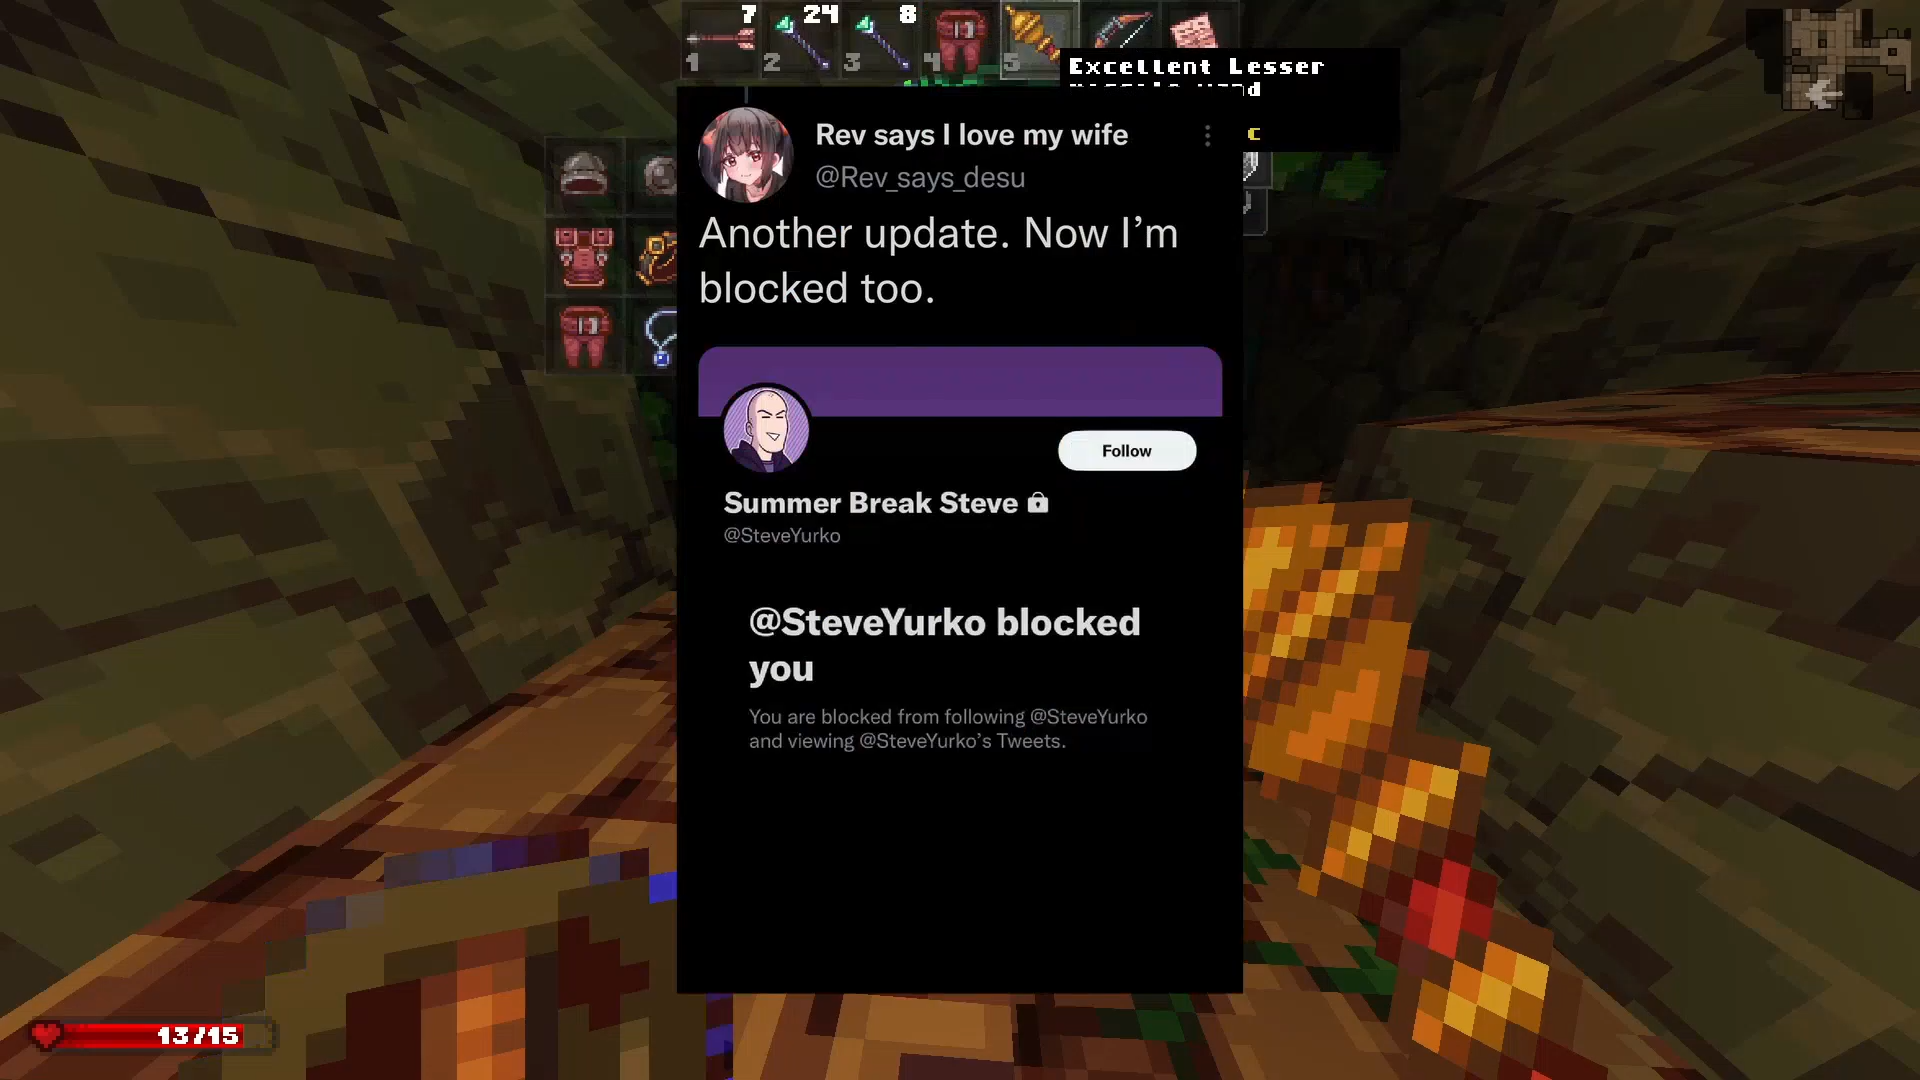 7 24 8
1 2 3 4 5
Excellent Lesser
Rev says I love my wife
@Rev_says_desu
Another update. Now I’m
blocked too.
Follow
Summer Break Steve
@SteveYurko
@SteveYurko blocked
you
You are blocked from following @SteveYurko
and viewing @SteveYurko’s Tweets.
13/15